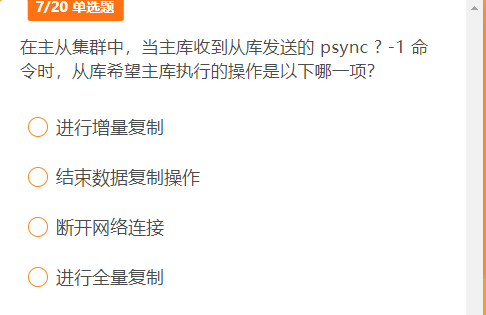 7/20 单选题
在主从集群中，当主库收到从库发送的 psync ? -1 命
令时，从库希望主库执行的操作是以下哪一项?
进行增量复制
结束数据复制操作
断开网络连接
进行全量复制